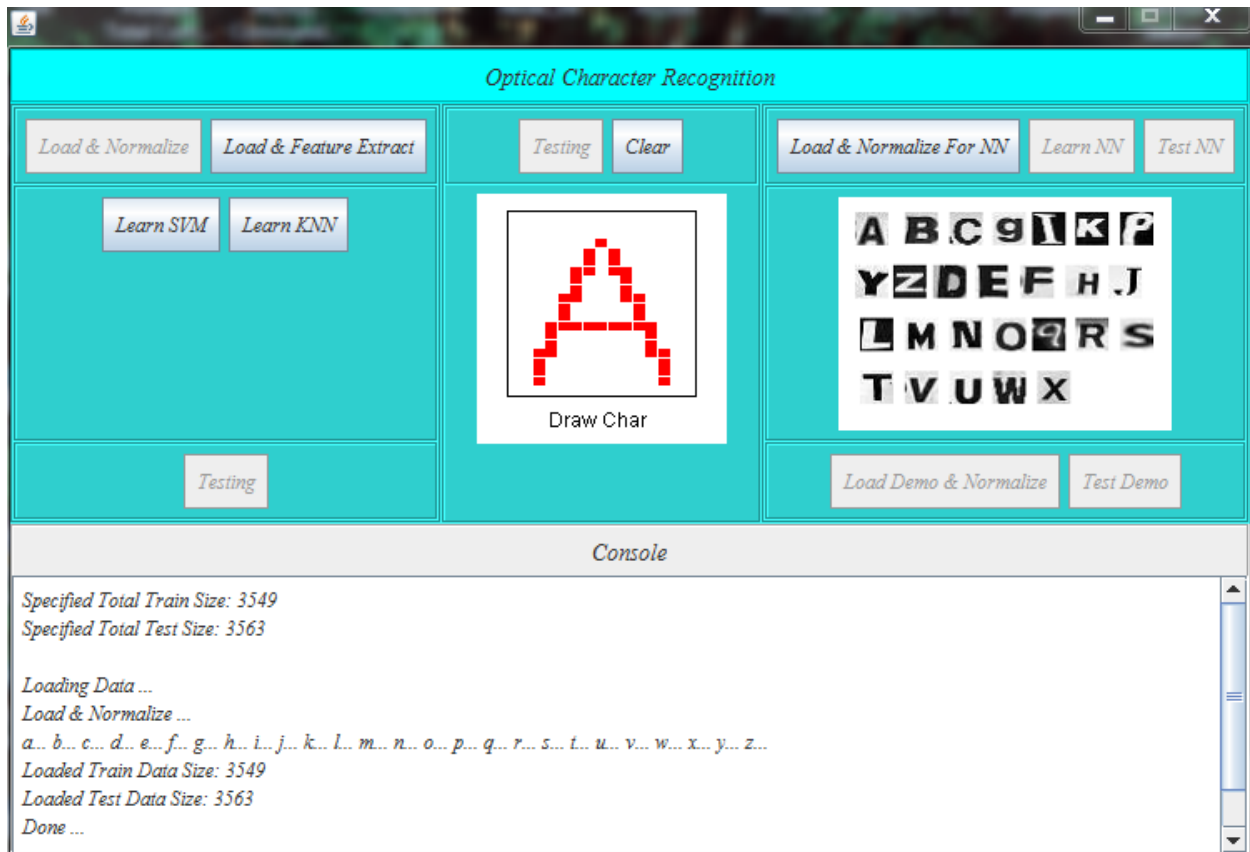 Optical Character Recognition
Load & Normalize Load & Feature Extract
Testing Clear
Load & Normalize For NN Learn NN Test NN
Learn SVM Learn KNN
A
Draw Char
A B C g I K P
Y Z D E F H J
L M N O q R S
T V U W X
Testing
Load Demo & Normalize Test Demo
Console
Specified Total Train Size: 3549
Specified Total Test Size: 3563
Loading Data ...
Load & Normalize ...
a... b... c... d... e... f... g... h... i... j... k... l... m... n... o... p... q... r... s... t... u... v... w... x... y... z...
Loaded Train Data Size: 3549
Loaded Test Data Size: 3563
Done ...